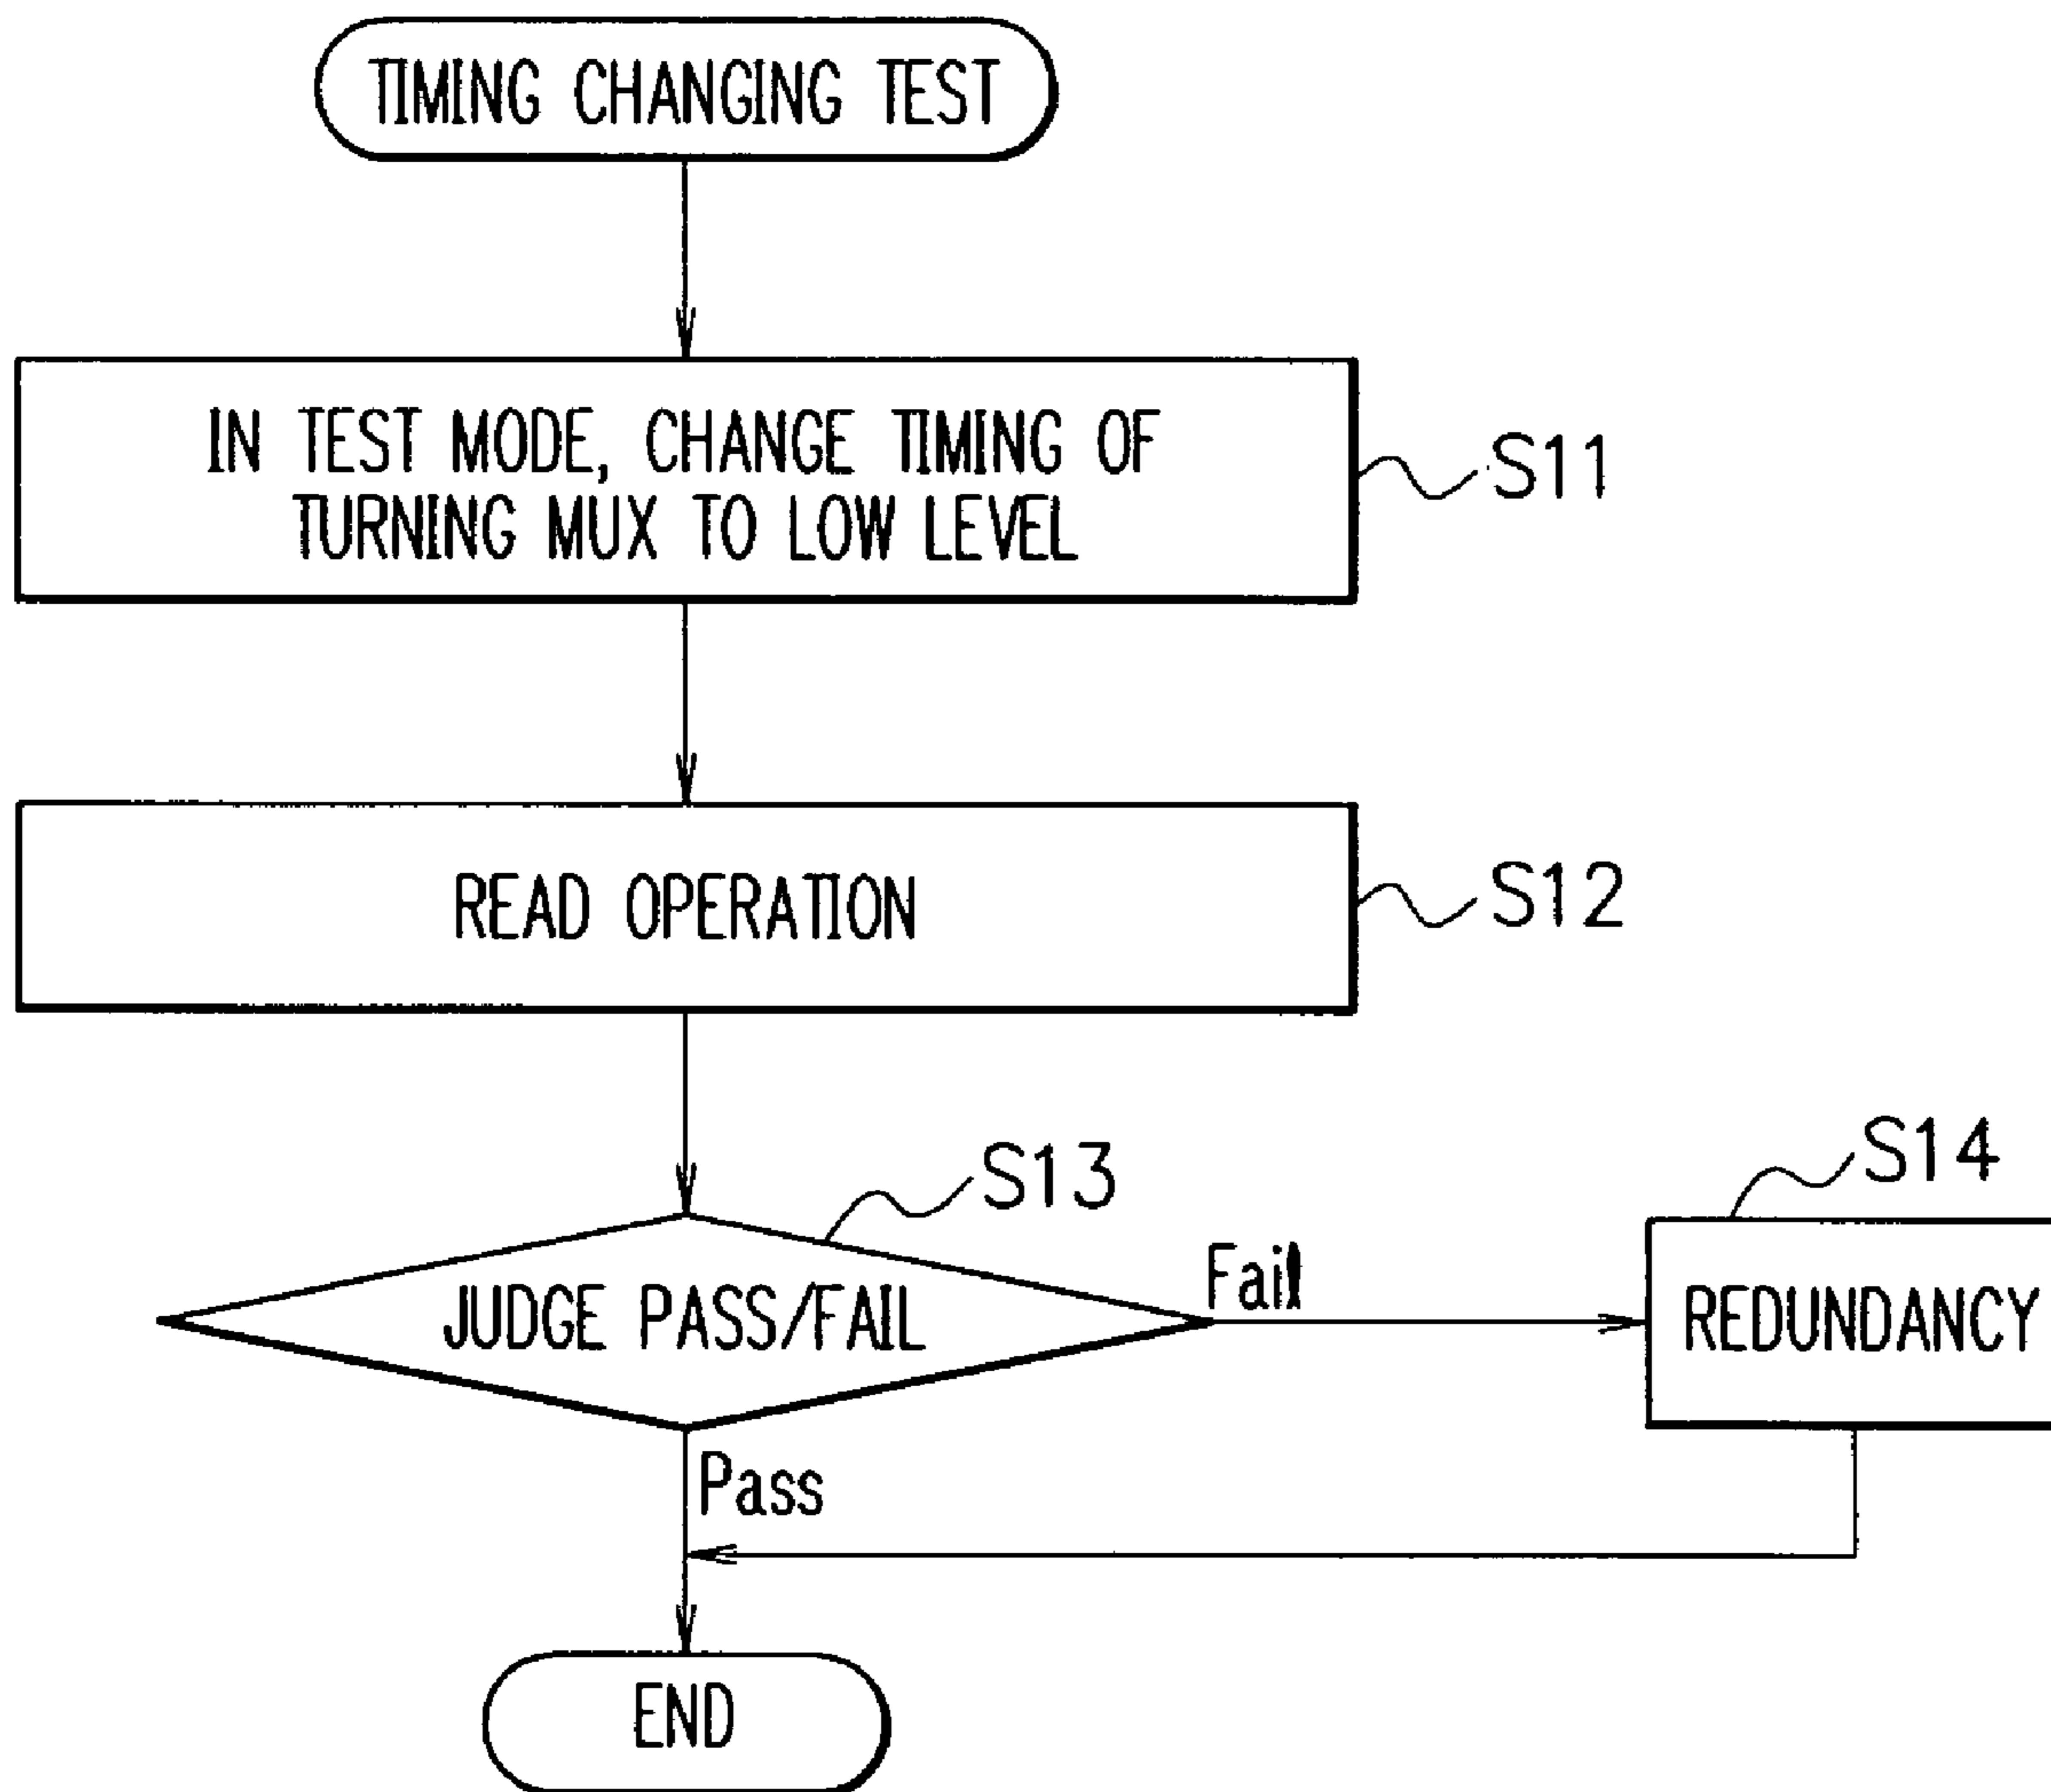 TIMING CHANGING TEST
IN TEST MODE, CHANGE TIMING OF
TURNING MUX TO LOW LEVEL
S11
READ OPERATION
S12
S13
JUDGE PASS/FAIL
Fail
S14
REDUNDANCY
Pass
END